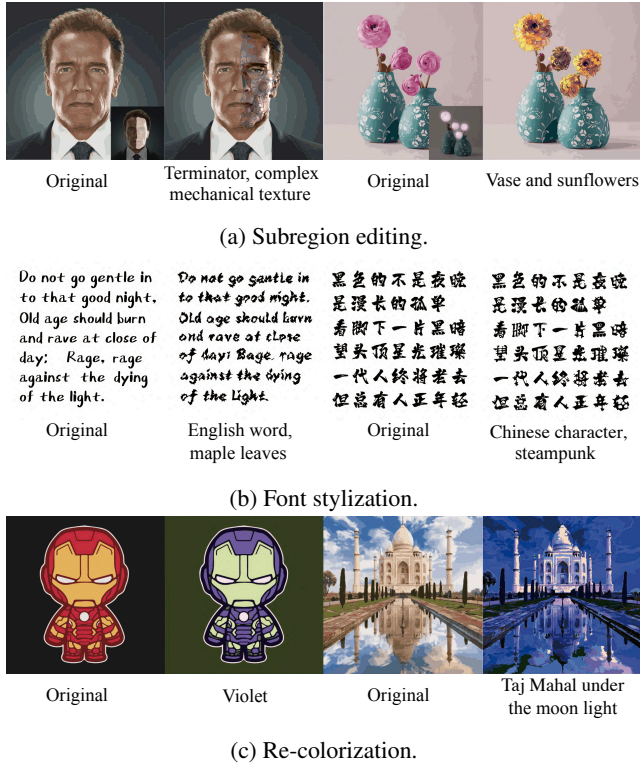 Original
Terminator, complex
mechanical texture
Original
Vase and sunflowers
(a) Subregion editing.
Do not go gentle in
to that good night,
Old age should burn
and rave at close of
day; Rage, rage
against the dying
of the light.
Do not go gentle in
to that good night.
Old age should burn
and rave at close
of day; Rage, rage
against the dying
of the light.
黑色的不是夜晚
是漫长的孤单
看脚下一片黑暗
望头顶星光璀璨
一代人终将老去
但总有人正年轻
黑色的不是夜晚
是漫长的孤单
看脚下一片黑暗
望头顶星光璀璨
一代人终将老去
但总有人正年轻
Original
English word,
maple leaves
Original
Chinese character,
steampunk
(b) Font stylization.
Original
Violet
Original
Taj Mahal under
the moon light
(c) Re-colorization.